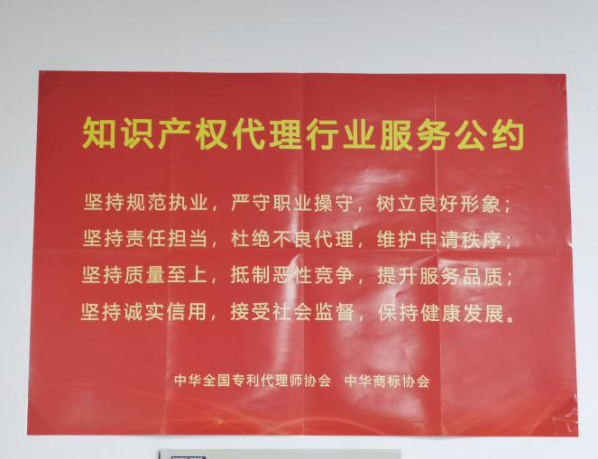 知识产权代理行业服务公约
坚持规范执业，严守职业操守，树立良好形象；
坚持责任担当，杜绝不良代理，维护申请秩序；
坚持质量至上，抵制恶性竞争，提升服务品质；
坚持诚实信用，接受社会监督，保持健康发展。
中华全国专利代理师协会 中华商标协会